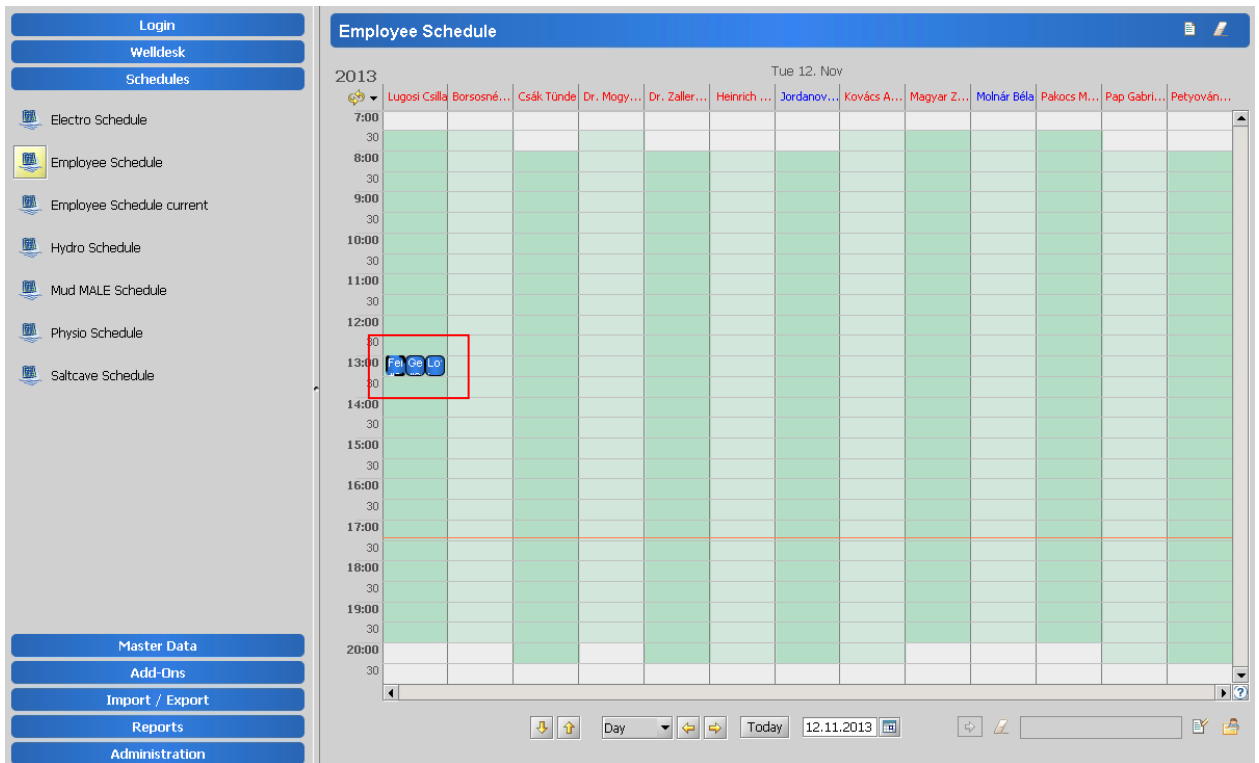 Login
Welldesk
Schedules
Electro Schedule
Employee Schedule
Employee Schedule current
Hydro Schedule
Mud MALE Schedule
Physio Schedule
Saltcave Schedule
Master Data
Add-Ons
Import / Export
Reports
Administration
Employee Schedule
2013
Tue 12. Nov
Lugosi Csilla Borsosné... Csák Tünde Dr. Mogy... Dr. Zaller... Heinrich ... Jordanov... Kovács A... Magyar Z... Molnár Béla Pakocs M... Pap Gabri... Petyován...
7:00
30
8:00
30
9:00
30
10:00
30
11:00
30
12:00
30
13:00 Fel Ge Lo
30
14:00
30
15:00
30
16:00
30
17:00
30
18:00
30
19:00
30
20:00
30
Day Today 12.11.2013